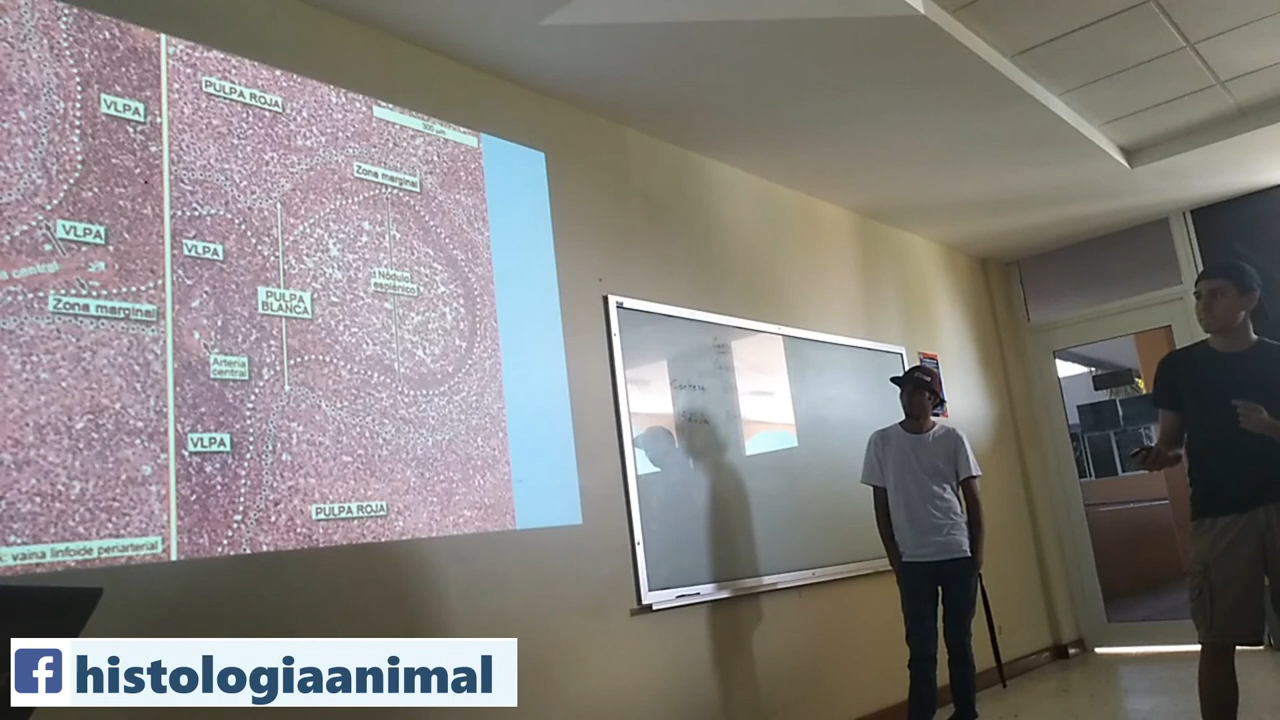 VLPA
PULPA ROJA
300 µm
Zona marginal
VLPA
VLPA
Nódulo
esplénico
a central
PULPA
BLANCA
Zona marginal
Arteria
central
VLPA
PULPA ROJA
: vaina linfoide periarterial
Corteza
histologiaanimal